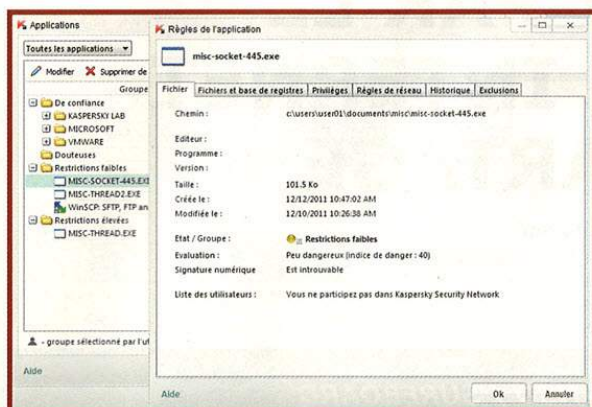 Applications
Toutes les applications
Modifier Supprimer de
Groupe
De confiance
KASPERSKY LAB
MICROSOFT
VMWARE
Douteuses
Restrictions faibles
MISC-SOCKET-445.EXE
MISC-THREAD2.EXE
WinSCP: SFTP, FTP an
Restrictions élevées
MISC-THREAD.EXE
- groupe sélectionné par l'ut
Aide
Règles de l'application
misc-socket-445.exe
Fichier Fichiers et base de registres Privilèges Règles de réseau Historique Exclusions
Chemin : c:\users\user01\documents\misc\misc-socket-445.exe
Editeur :
Programme :
Version :
Taille : 101.5 Ko
Créée le : 12/12/2011 10:47:02 AM
Modifiée le : 12/10/2011 10:26:38 AM
Etat / Groupe : Restrictions faibles
Evaluation : Peu dangereux (indice de danger : 40)
Signature numérique Est introuvable
Liste des utilisateurs : Vous ne participez pas dans Kaspersky Security Network
Aide Ok Annuler